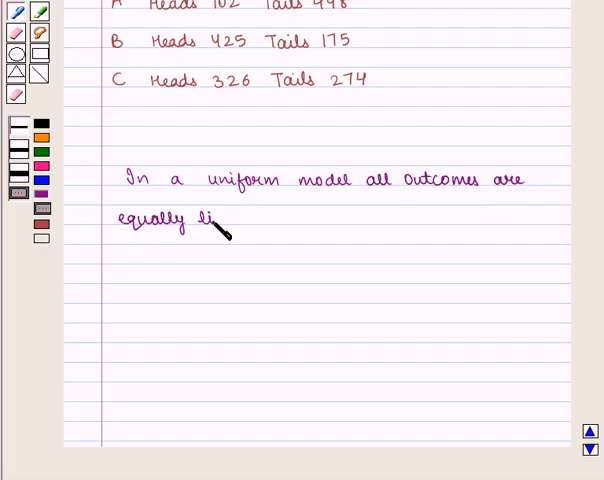 A Heads 102 Tails 498
B Heads 425 Tails 175
C Heads 326 Tails 274
In a uniform model all outcomes are
equally li